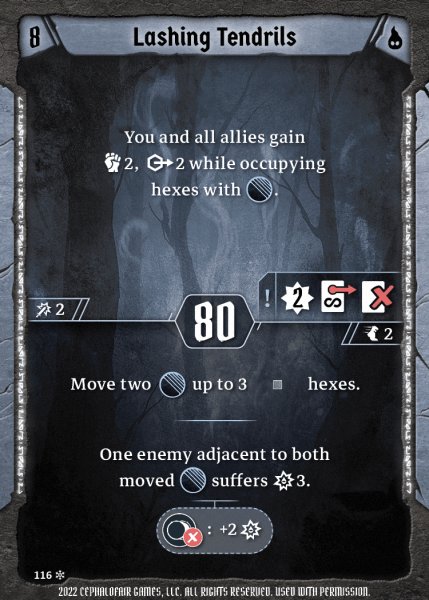 8 Lashing Tendrils
You and all allies gain
2, 2 while occupying
hexes with .
! 2
2 80
2
Move two up to 3 hexes.
One enemy adjacent to both
moved suffers 3.
: +2
116
2022 CEPHALOFAIR GAMES, LLC. ALL RIGHTS RESERVED. USED WITH PERMISSION.